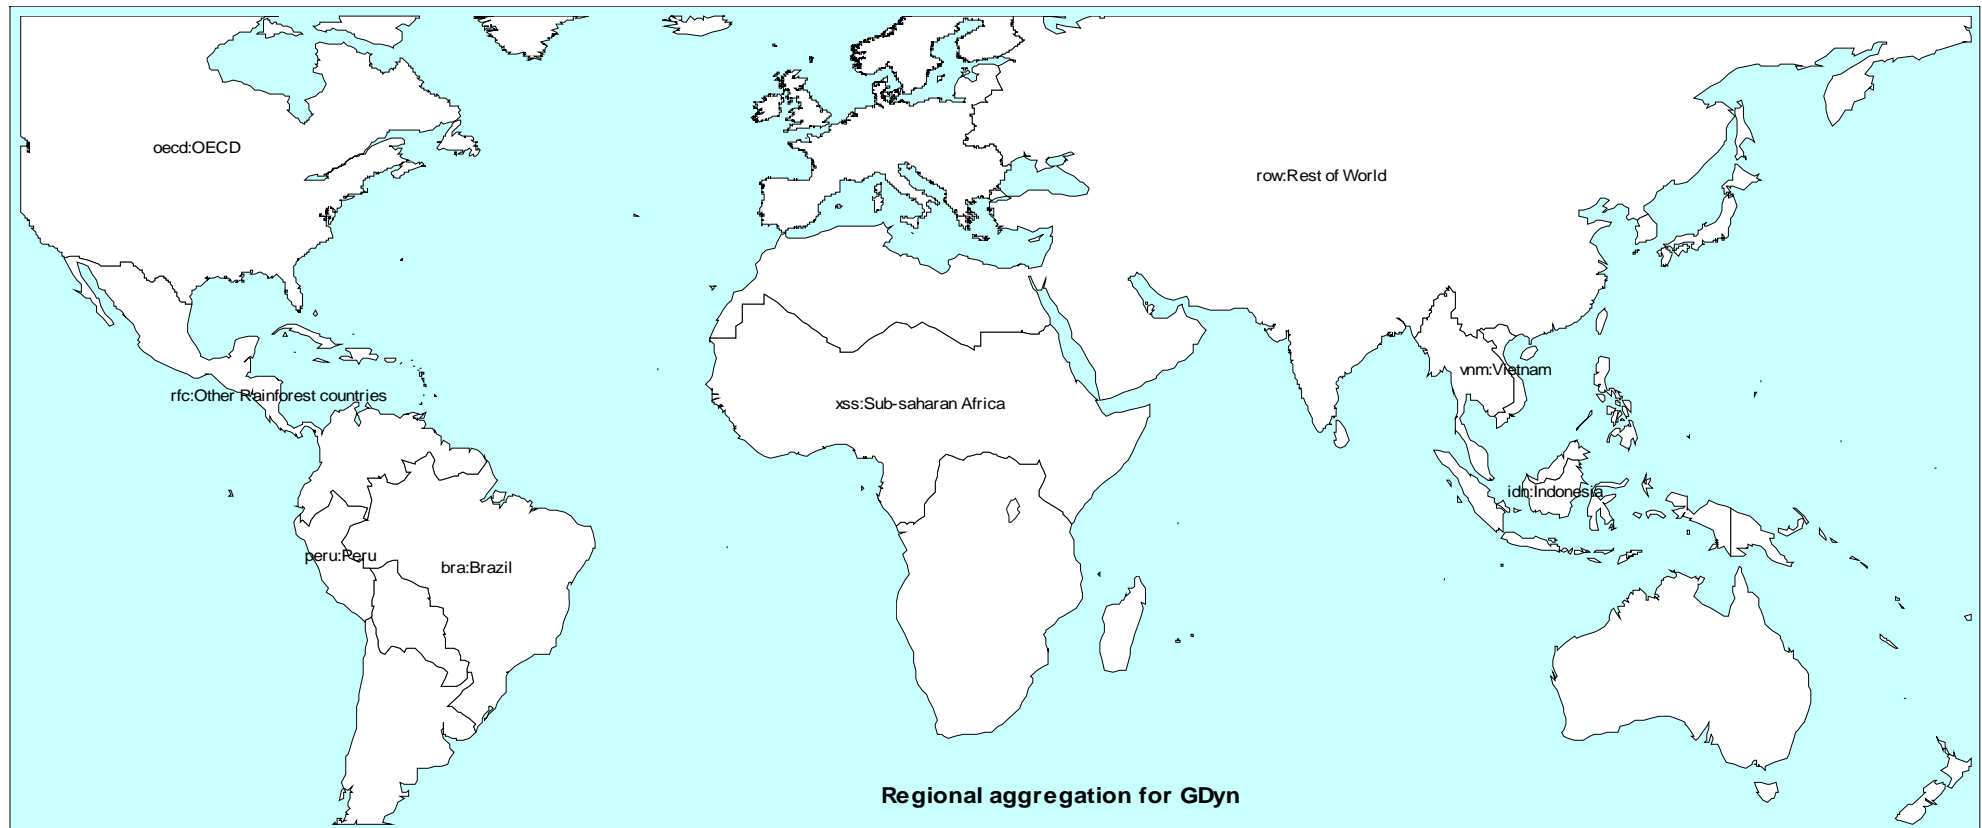 oecd:OECD
row:Rest of World
vnm:Vietnam
rfc:Other Rainforest countries
xss:Sub-saharan Africa
idn:Indonesia
peru:Peru
bra:Brazil
Regional aggregation for GDyn